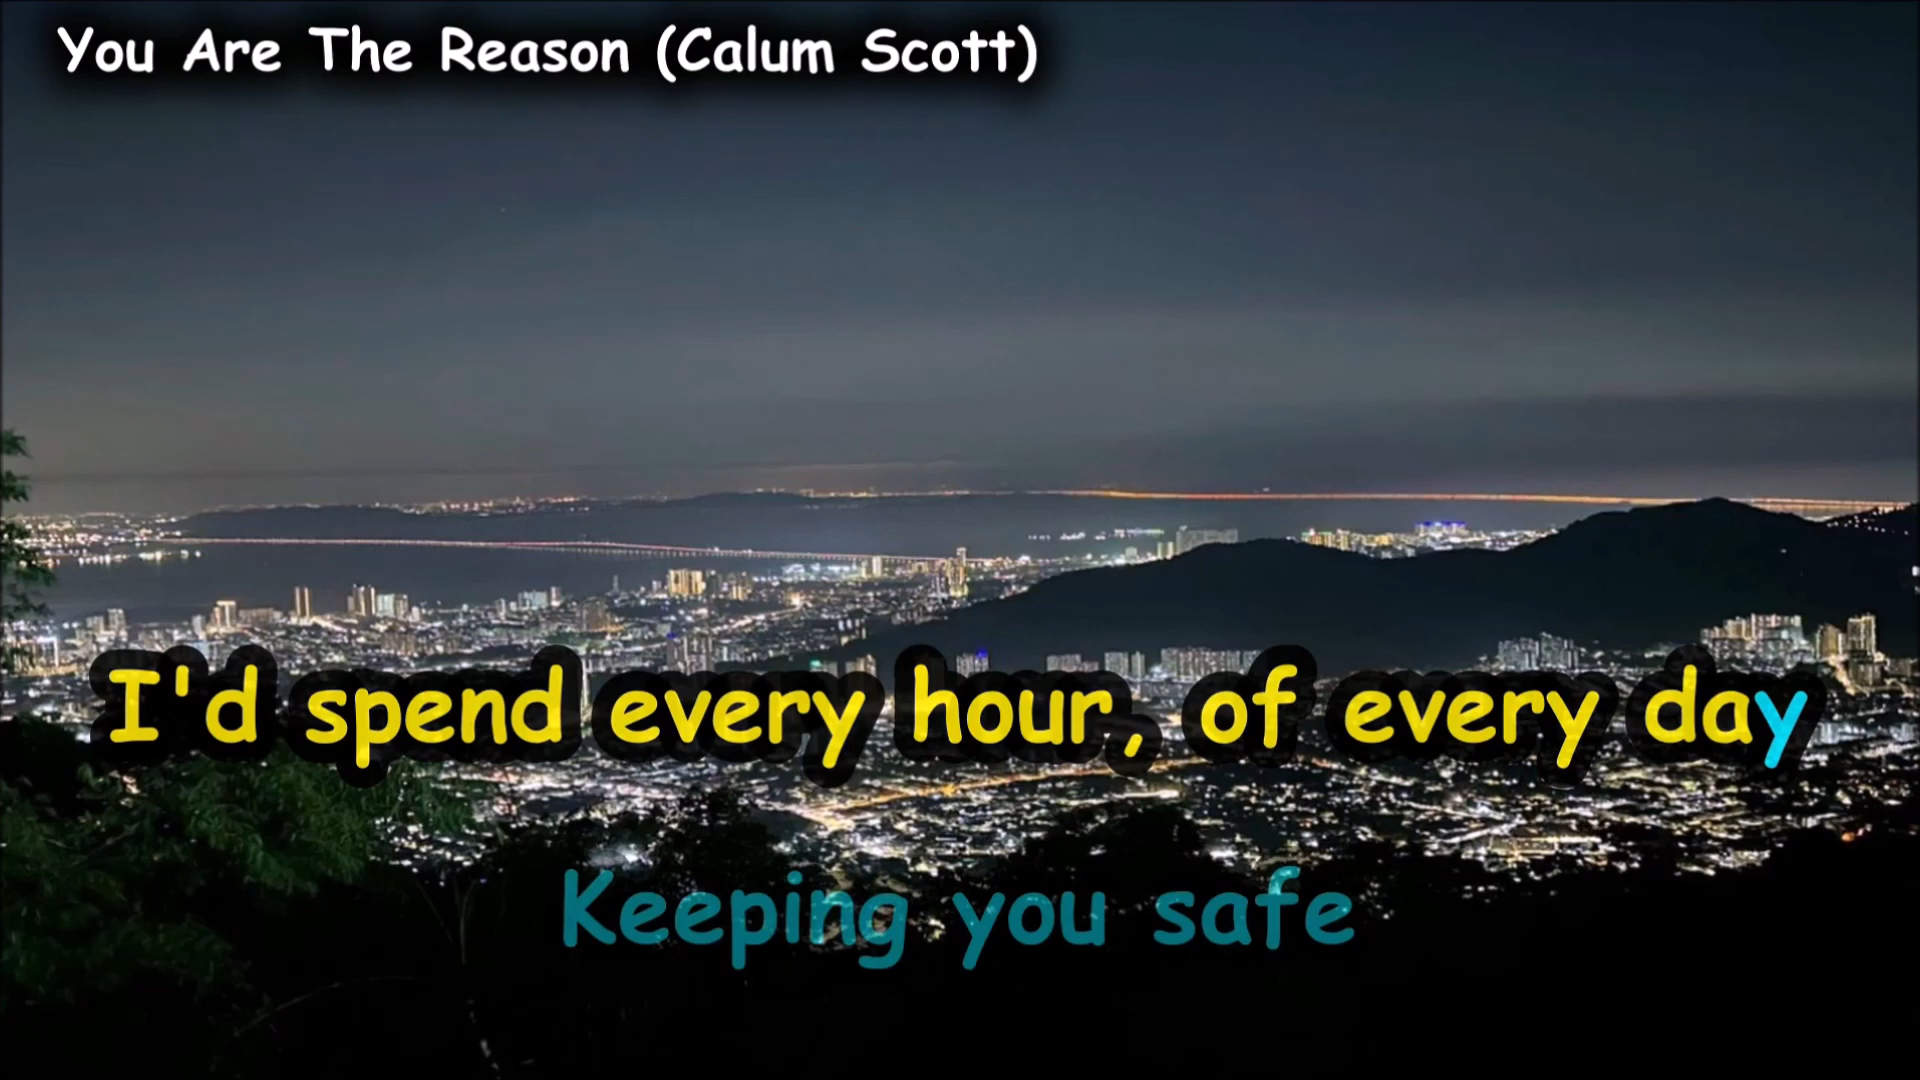 You Are The Reason (Calum Scott)
I'd spend every hour, of every day
Keeping you safe